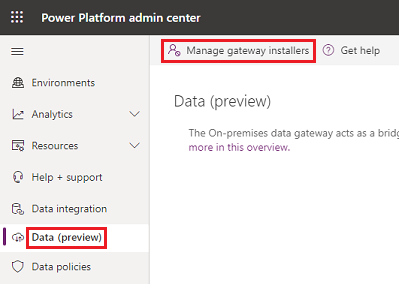 Power Platform admin center
Manage gateway installers
Get help
Environments
Analytics
Resources
Help + support
Data integration
Data (preview)
Data policies
Data (preview)
The On-premises data gateway acts as a bridg
more in this overview.